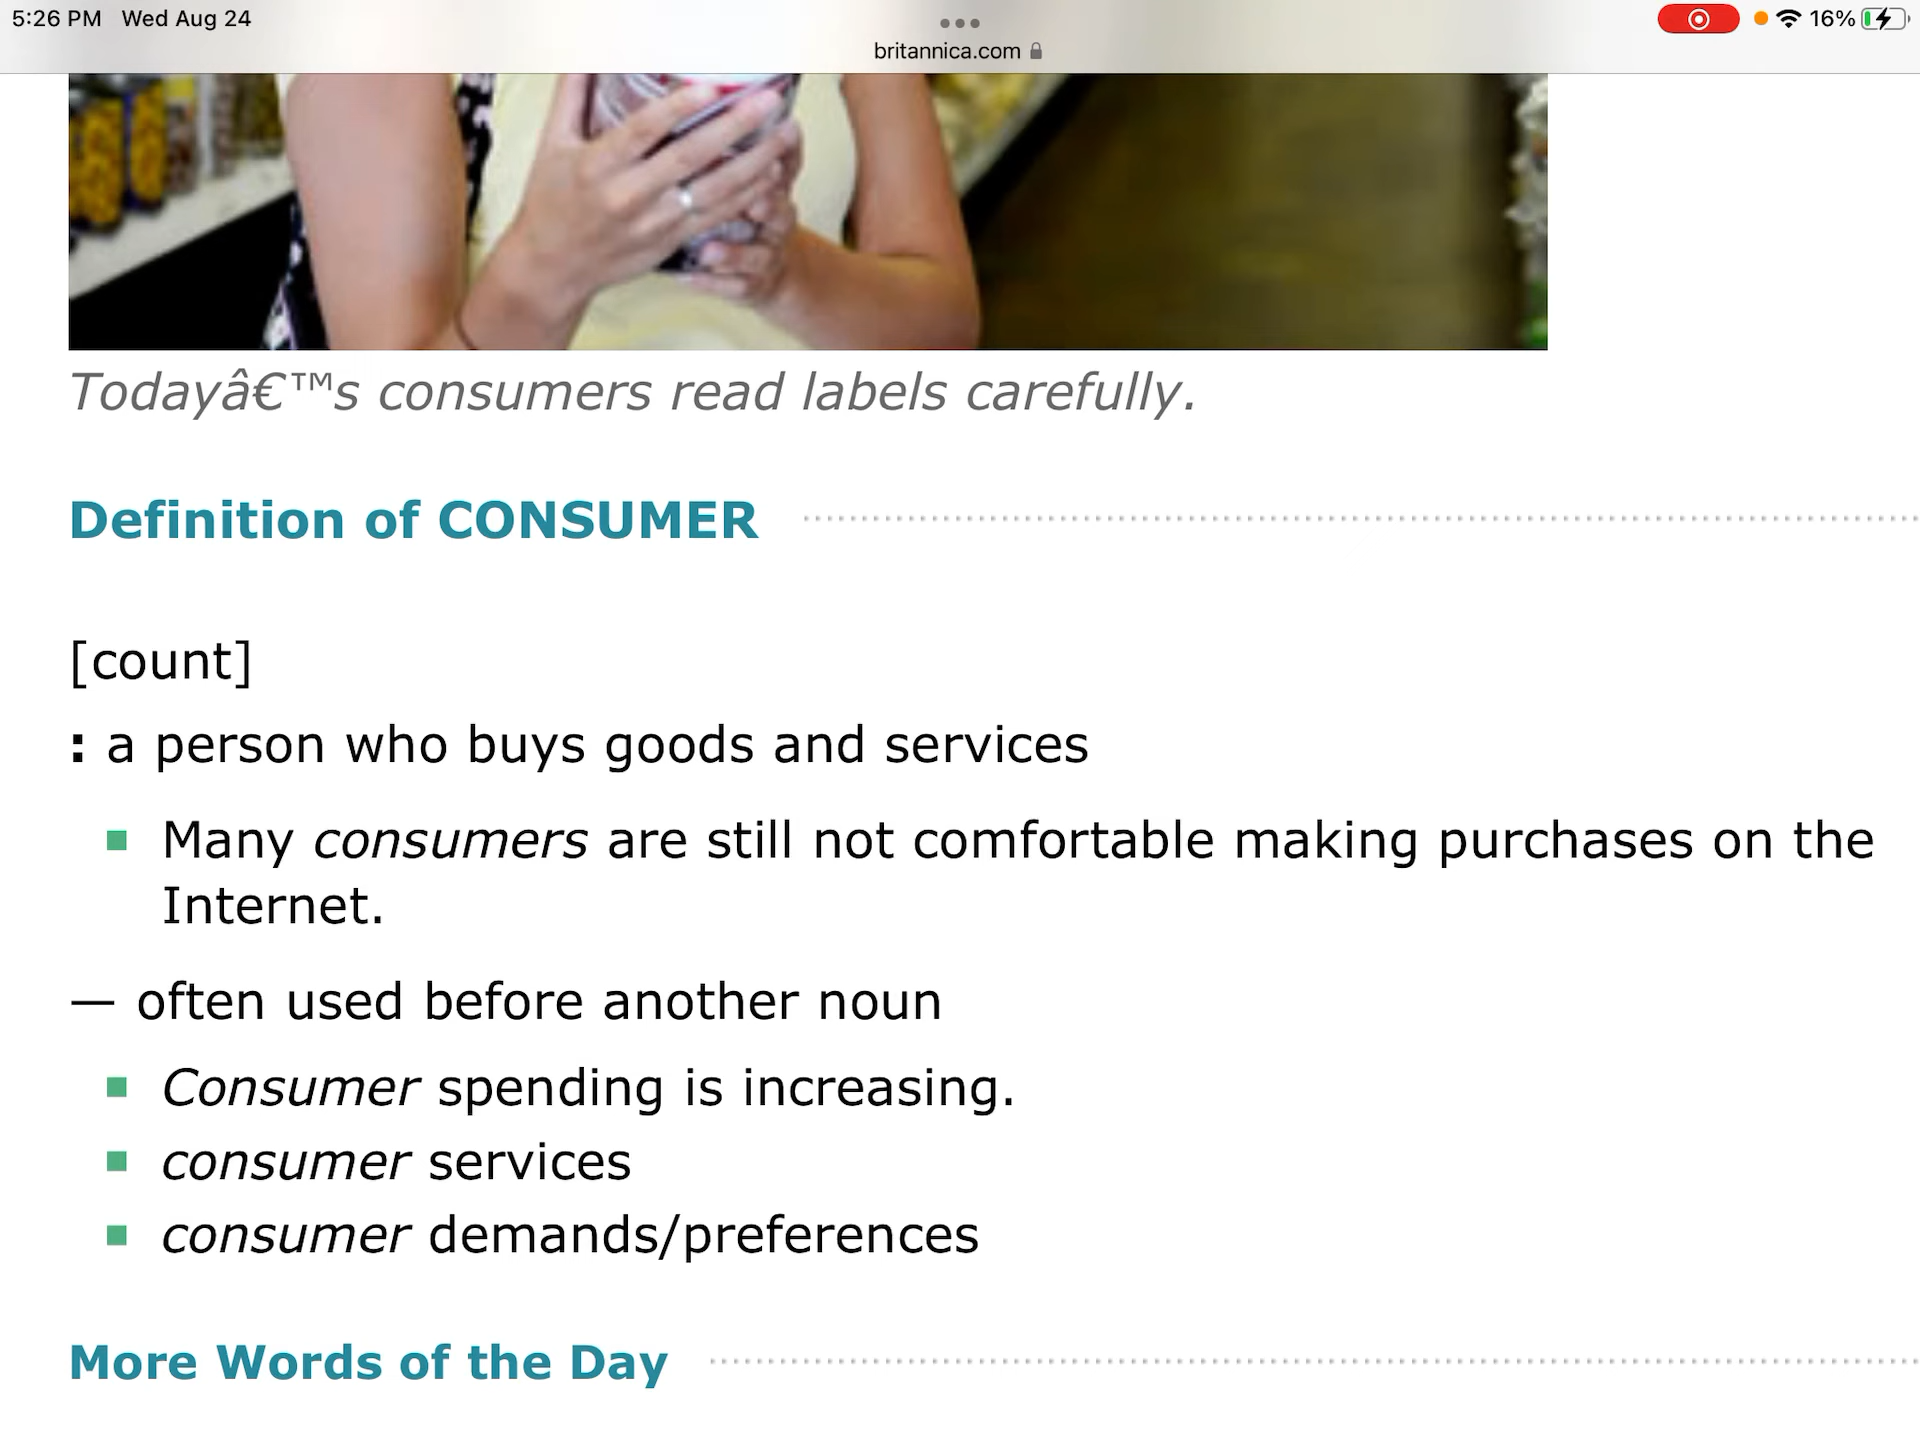 5:26 PM Wed Aug 24
britannica.com
16%
Todayâ€™s consumers read labels carefully.
Definition of CONSUMER
[count]
: a person who buys goods and services
Many consumers are still not comfortable making purchases on the
Internet.
— often used before another noun
Consumer spending is increasing.
consumer services
consumer demands/preferences
More Words of the Day